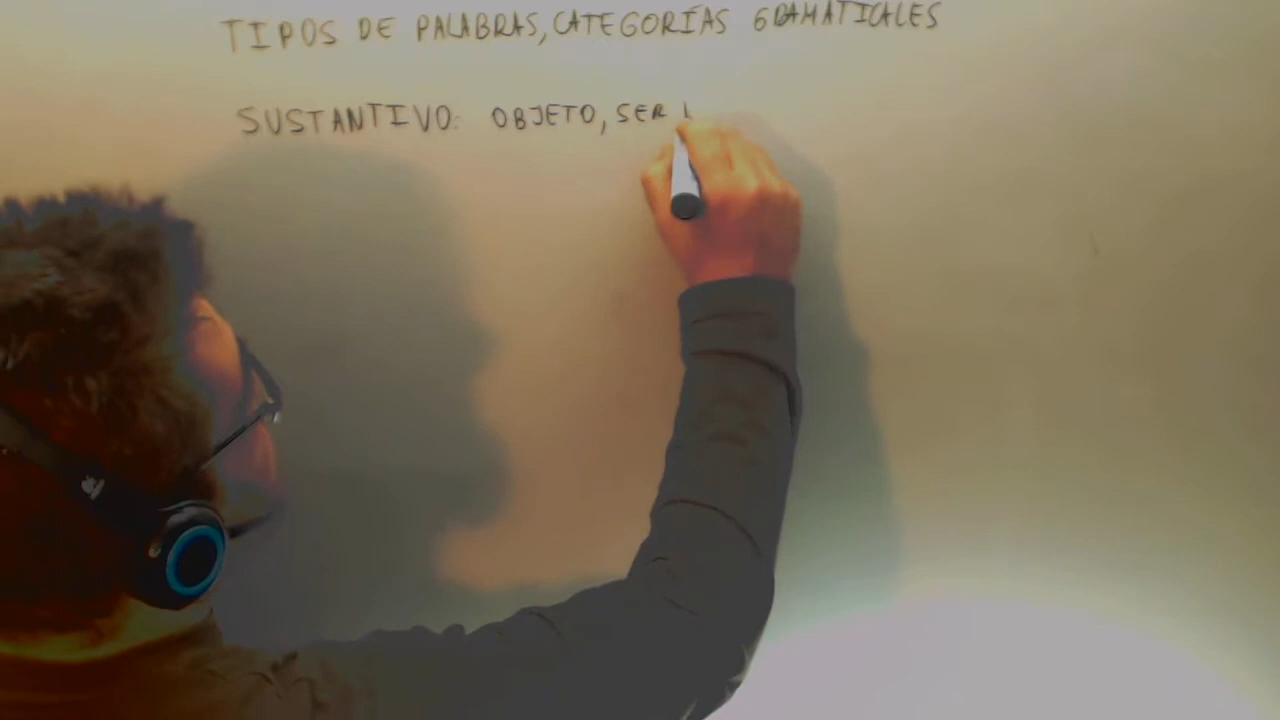 TIPOS DE PALABRAS, CATEGORÍAS GRAMATICALES
SUSTANTIVO: OBJETO, SER